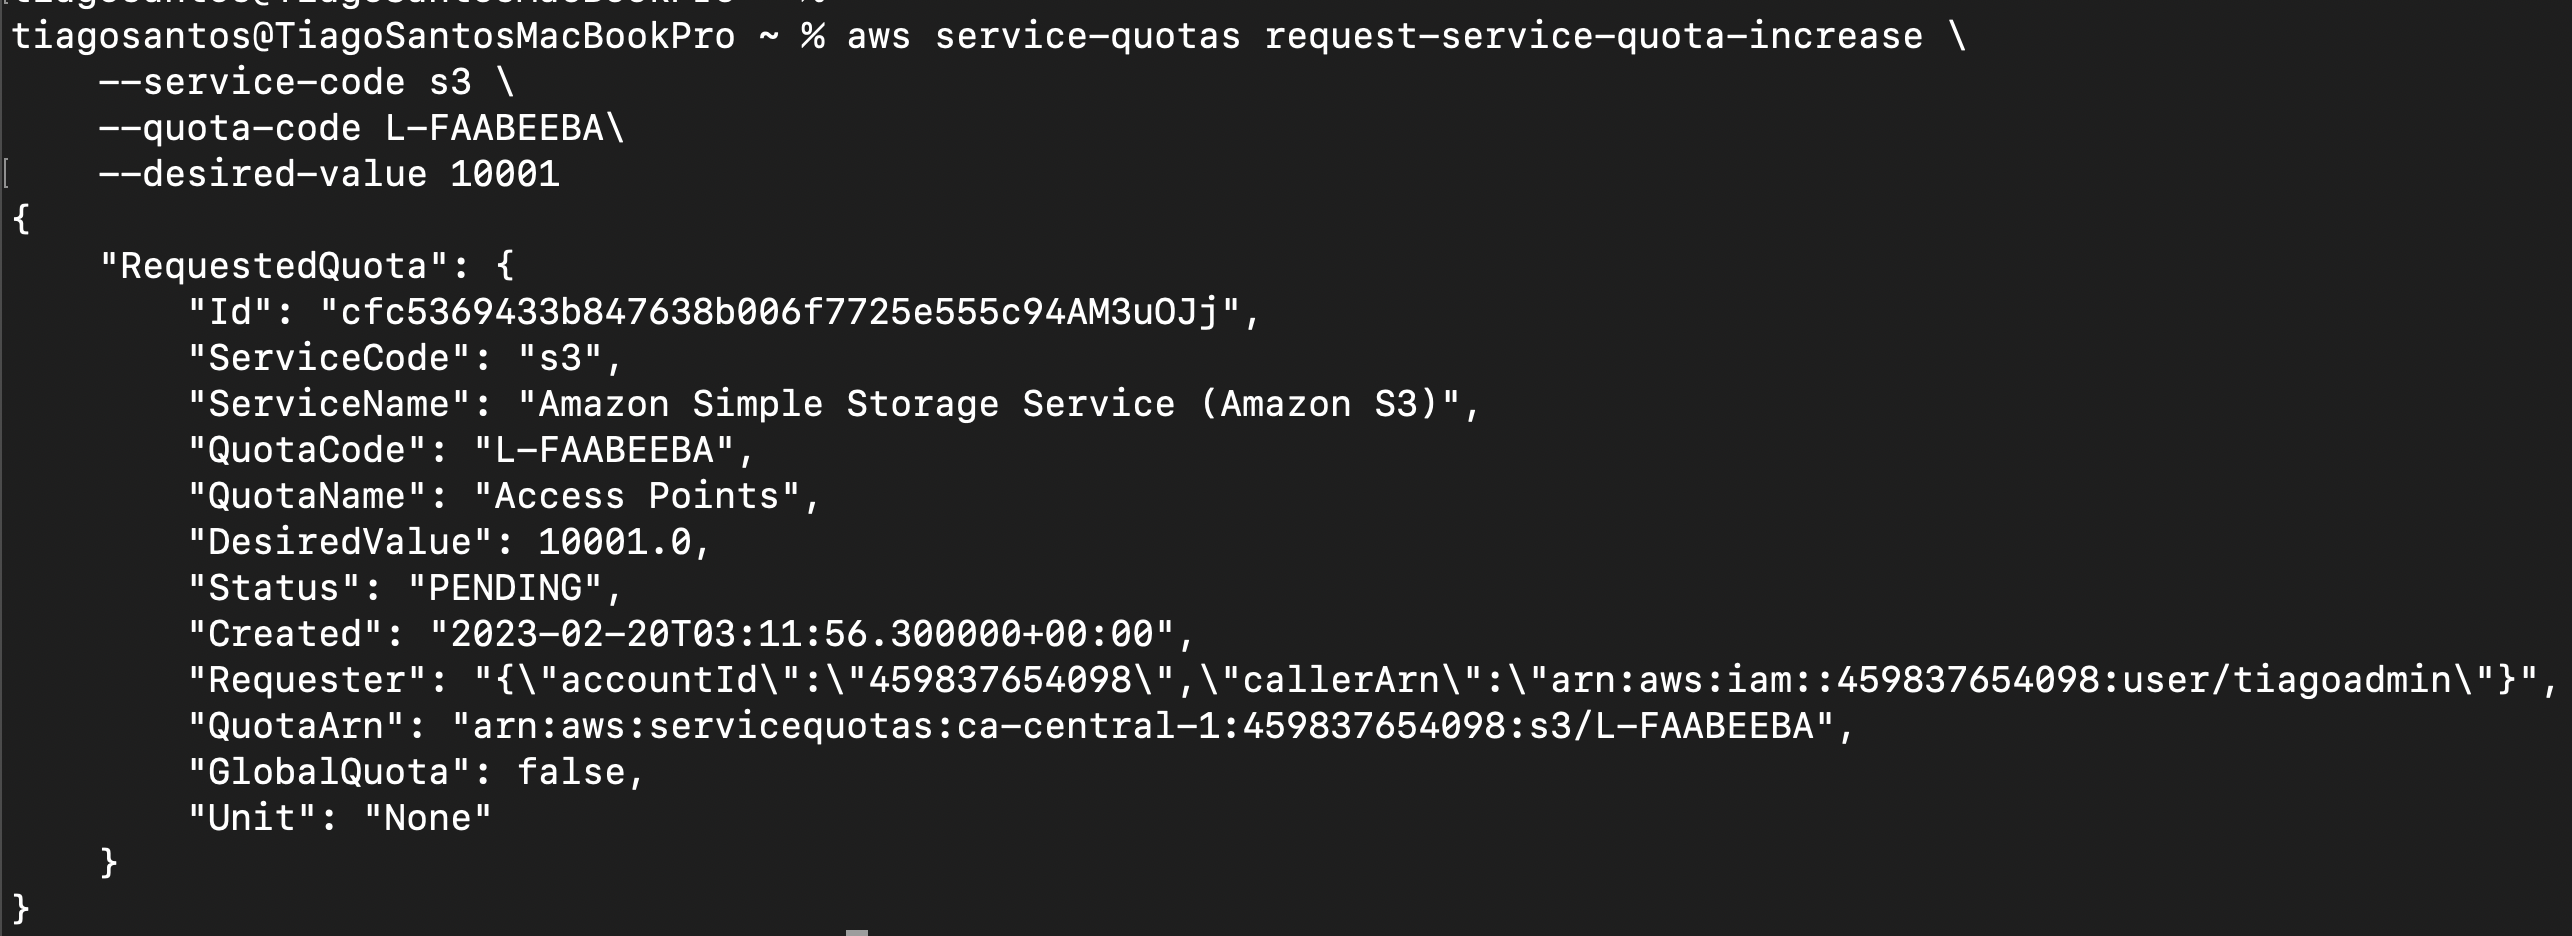 tiagosantos@TiagoSantosMacBookPro ~ %
tiagosantos@TiagoSantosMacBookPro ~ % aws service-quotas request-service-quota-increase \
    --service-code s3 \
    --quota-code L-FAABEEBA\
    --desired-value 10001
{
    "RequestedQuota": {
        "Id": "cfc5369433b847638b006f7725e555c94AM3uOJj",
        "ServiceCode": "s3",
        "ServiceName": "Amazon Simple Storage Service (Amazon S3)",
        "QuotaCode": "L-FAABEEBA",
        "QuotaName": "Access Points",
        "DesiredValue": 10001.0,
        "Status": "PENDING",
        "Created": "2023-02-20T03:11:56.300000+00:00",
        "Requester": "{\"accountId\":\"459837654098\",\"callerArn\":\"arn:aws:iam::459837654098:user/tiagoadmin\"}",
        "QuotaArn": "arn:aws:servicequotas:ca-central-1:459837654098:s3/L-FAABEEBA",
        "GlobalQuota": false,
        "Unit": "None"
    }
}